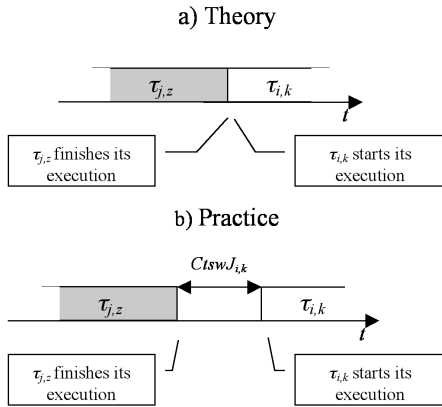 a) Theory
τj,z τi,k
t
τj,z finishes its execution
τi,k starts its execution
b) Practice
CtswJi,k
τj,z τi,k
t
τj,z finishes its execution
τi,k starts its execution